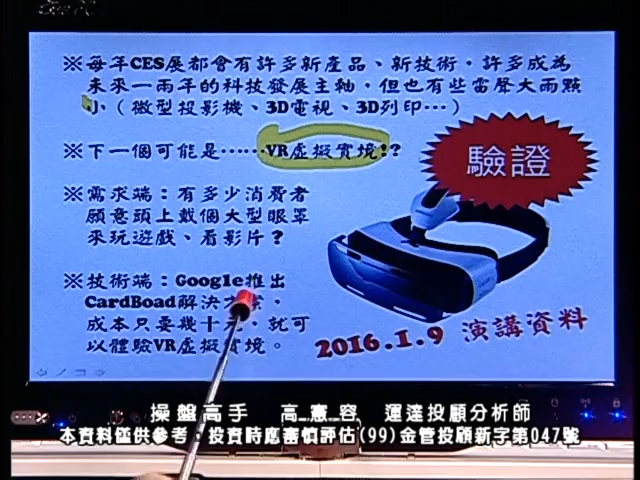 ※每年CES展都會有許多新產品、新技術，許多成為
未來一兩年的科技發展主軸，但也有些雷聲大雨點
小（微型投影機、3D電視、3D列印…）
※下一個可能是……VR虛擬實境!?
驗證
※需求端：有多少消費者
願意頭上戴個大型眼罩
來玩遊戲、看影片？
※技術端：Google推出
CardBoad解決方案，
成本只要幾十元，就可
以體驗VR虛擬實境。
2016.1.9 演講資料
操盤高手 高憲容 運達投顧分析師
本資料僅供參考，投資時應審慎評估(99)金管投顧新字第047號